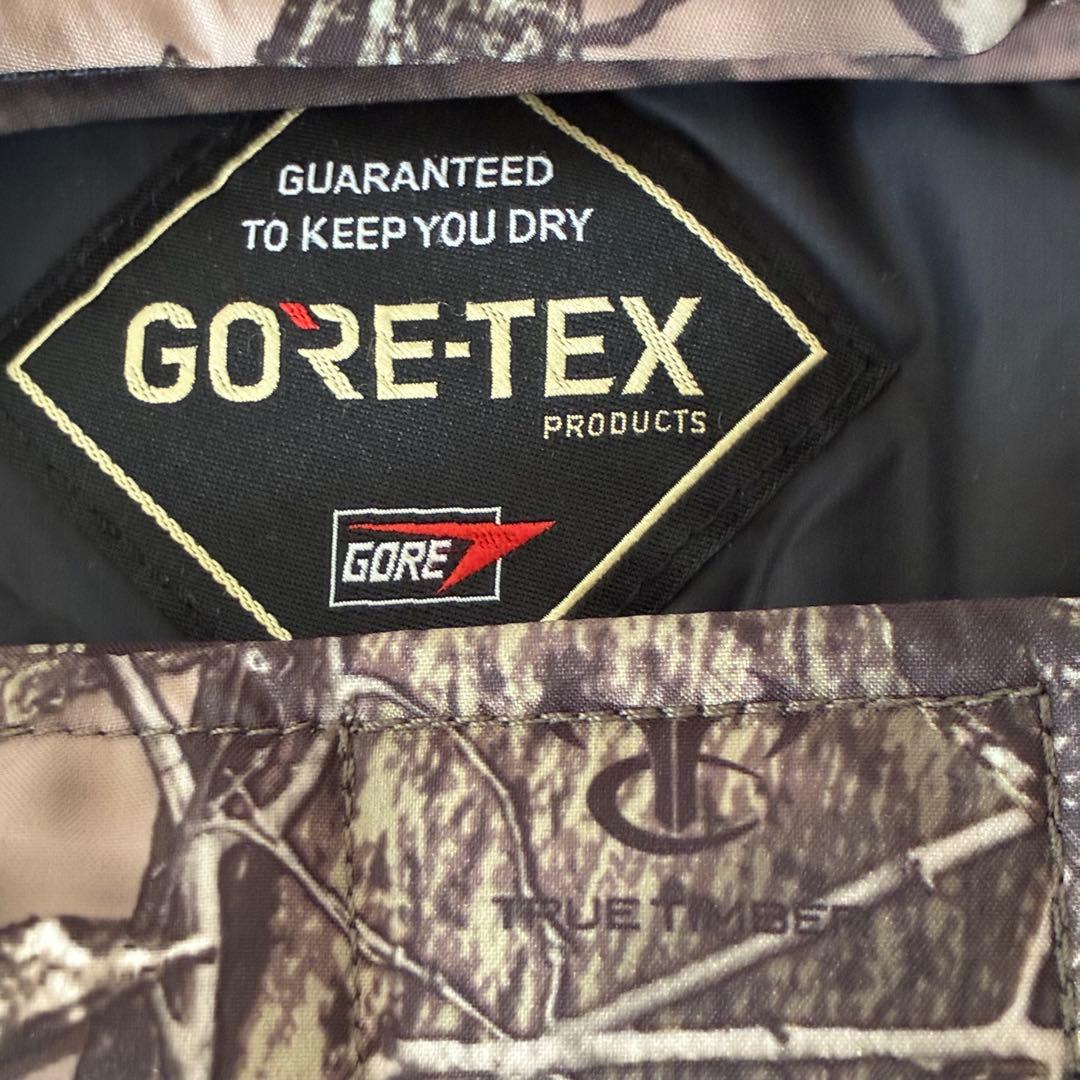 GUARANTEED
TO KEEP YOU DRY
GORE-TEX
PRODUCTS
GORE
TRUE TIMBER